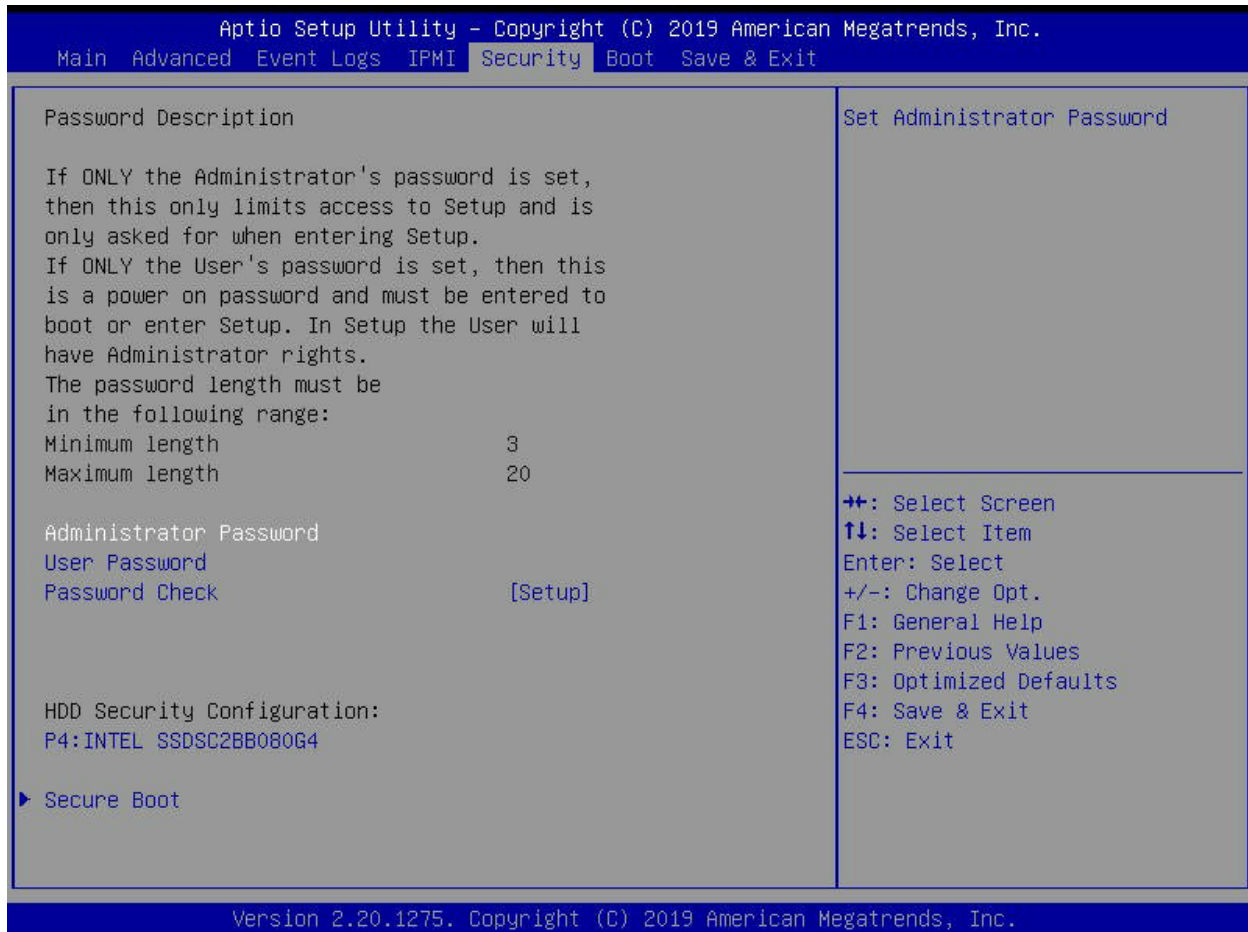 Aptio Setup Utility – Copyright (C) 2019 American Megatrends, Inc.
Main Advanced Event Logs IPMI Security Boot Save & Exit
Password Description
If ONLY the Administrator's password is set,
then this only limits access to Setup and is
only asked for when entering Setup.
If ONLY the User's password is set, then this
is a power on password and must be entered to
boot or enter Setup. In Setup the User will
have Administrator rights.
The password length must be
in the following range:
Minimum length 3
Maximum length 20
Administrator Password
User Password
Password Check [Setup]
HDD Security Configuration:
P4:INTEL SSDSC2BB080G4
Secure Boot
Set Administrator Password
→←: Select Screen
↑↓: Select Item
Enter: Select
+/-: Change Opt.
F1: General Help
F2: Previous Values
F3: Optimized Defaults
F4: Save & Exit
ESC: Exit
Version 2.20.1275. Copyright (C) 2019 American Megatrends, Inc.